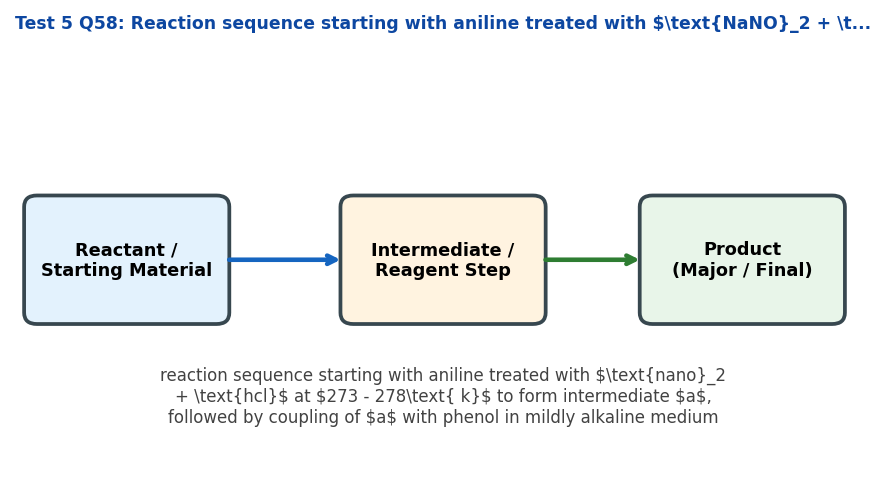 Test 5 Q58: Reaction sequence starting with aniline treated with $\text{NaNO}_2 + \t...
Reactant /
Starting Material
Intermediate /
Reagent Step
Product
(Major / Final)
reaction sequence starting with aniline treated with $\text{nano}_2
+ \text{hcl}$ at $273 - 278\text{ k}$ to form intermediate $a$,
followed by coupling of $a$ with phenol in mildly alkaline medium